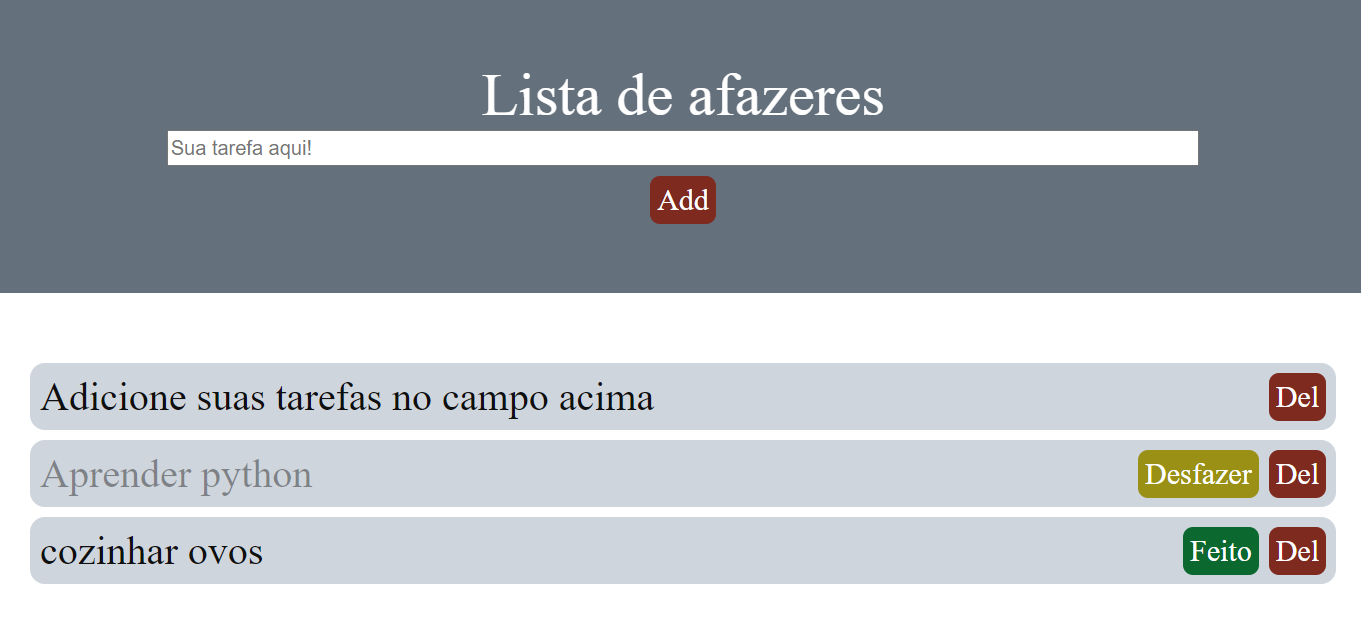 Lista de afazeres
Sua tarefa aqui!
Add
Adicione suas tarefas no campo acima Del
Aprender python Desfazer Del
cozinhar ovos Feito Del